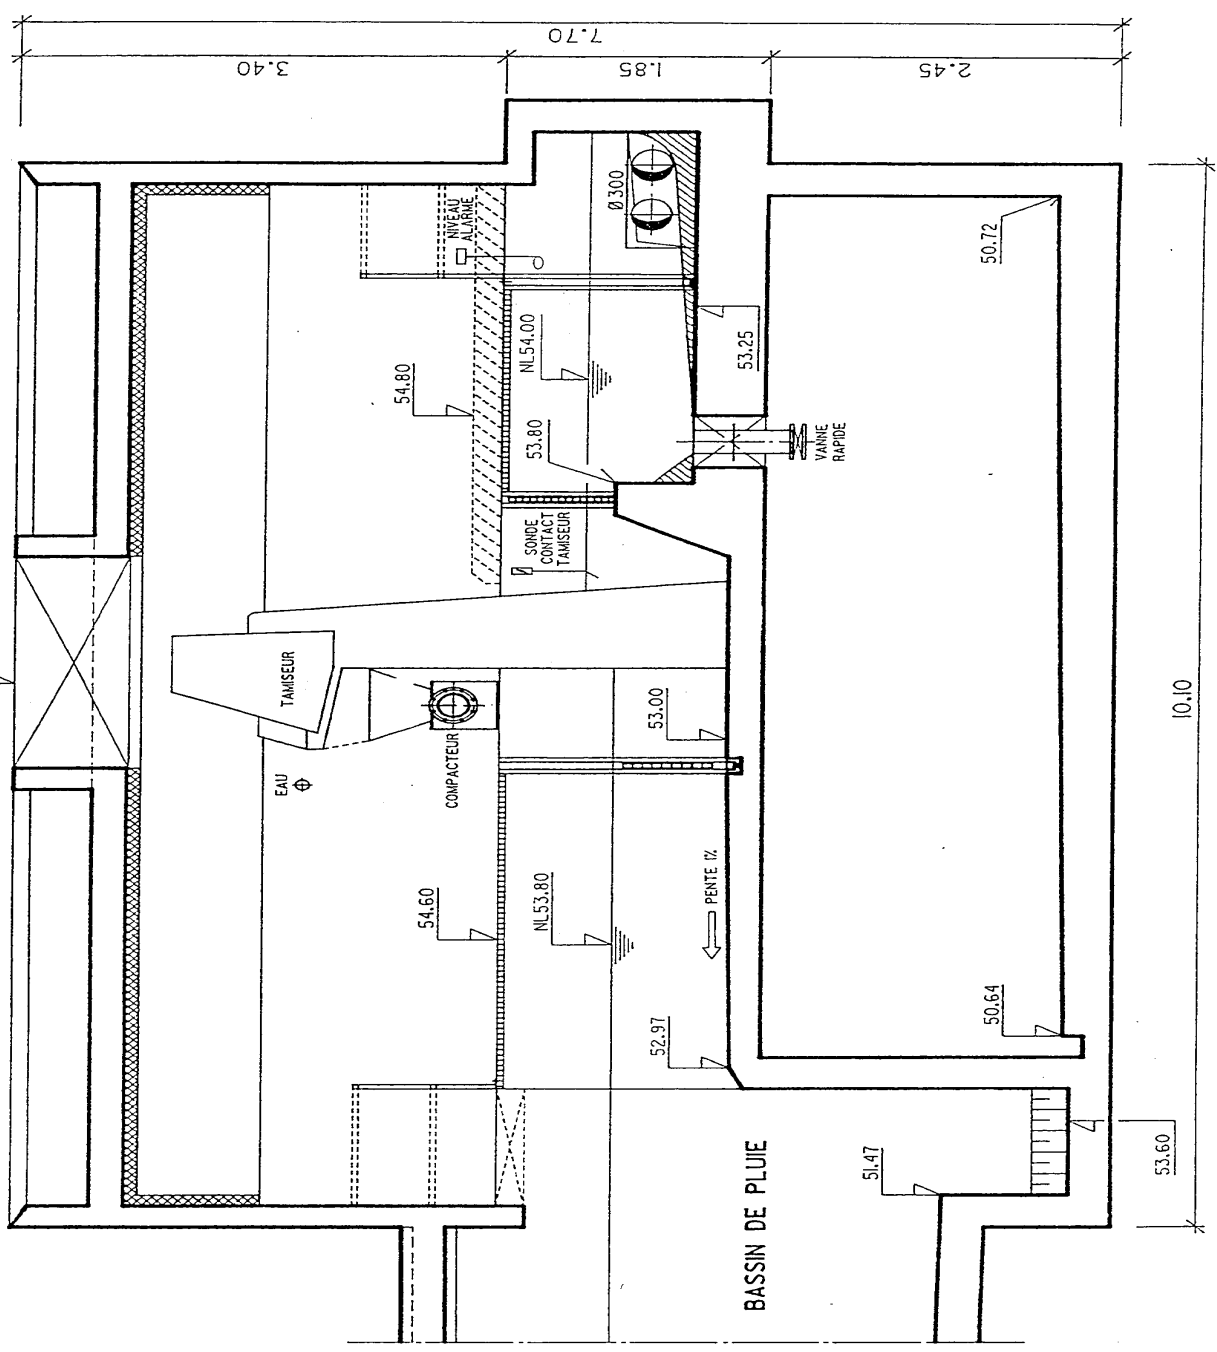 7.70
3.40
1.85
2.45
Ø300
NIVEAU
ALARME
50.72
NL54.00
53.25
54.80
53.80
VANNE
RAPIDE
SONDE
CONTACT
TAMISEUR
TAMISEUR
53.00
10.10
EAU
COMPACTEUR
PENTE 1%
54.60
NL53.80
52.97
50.64
BASSIN DE PLUIE
51.47
53.60